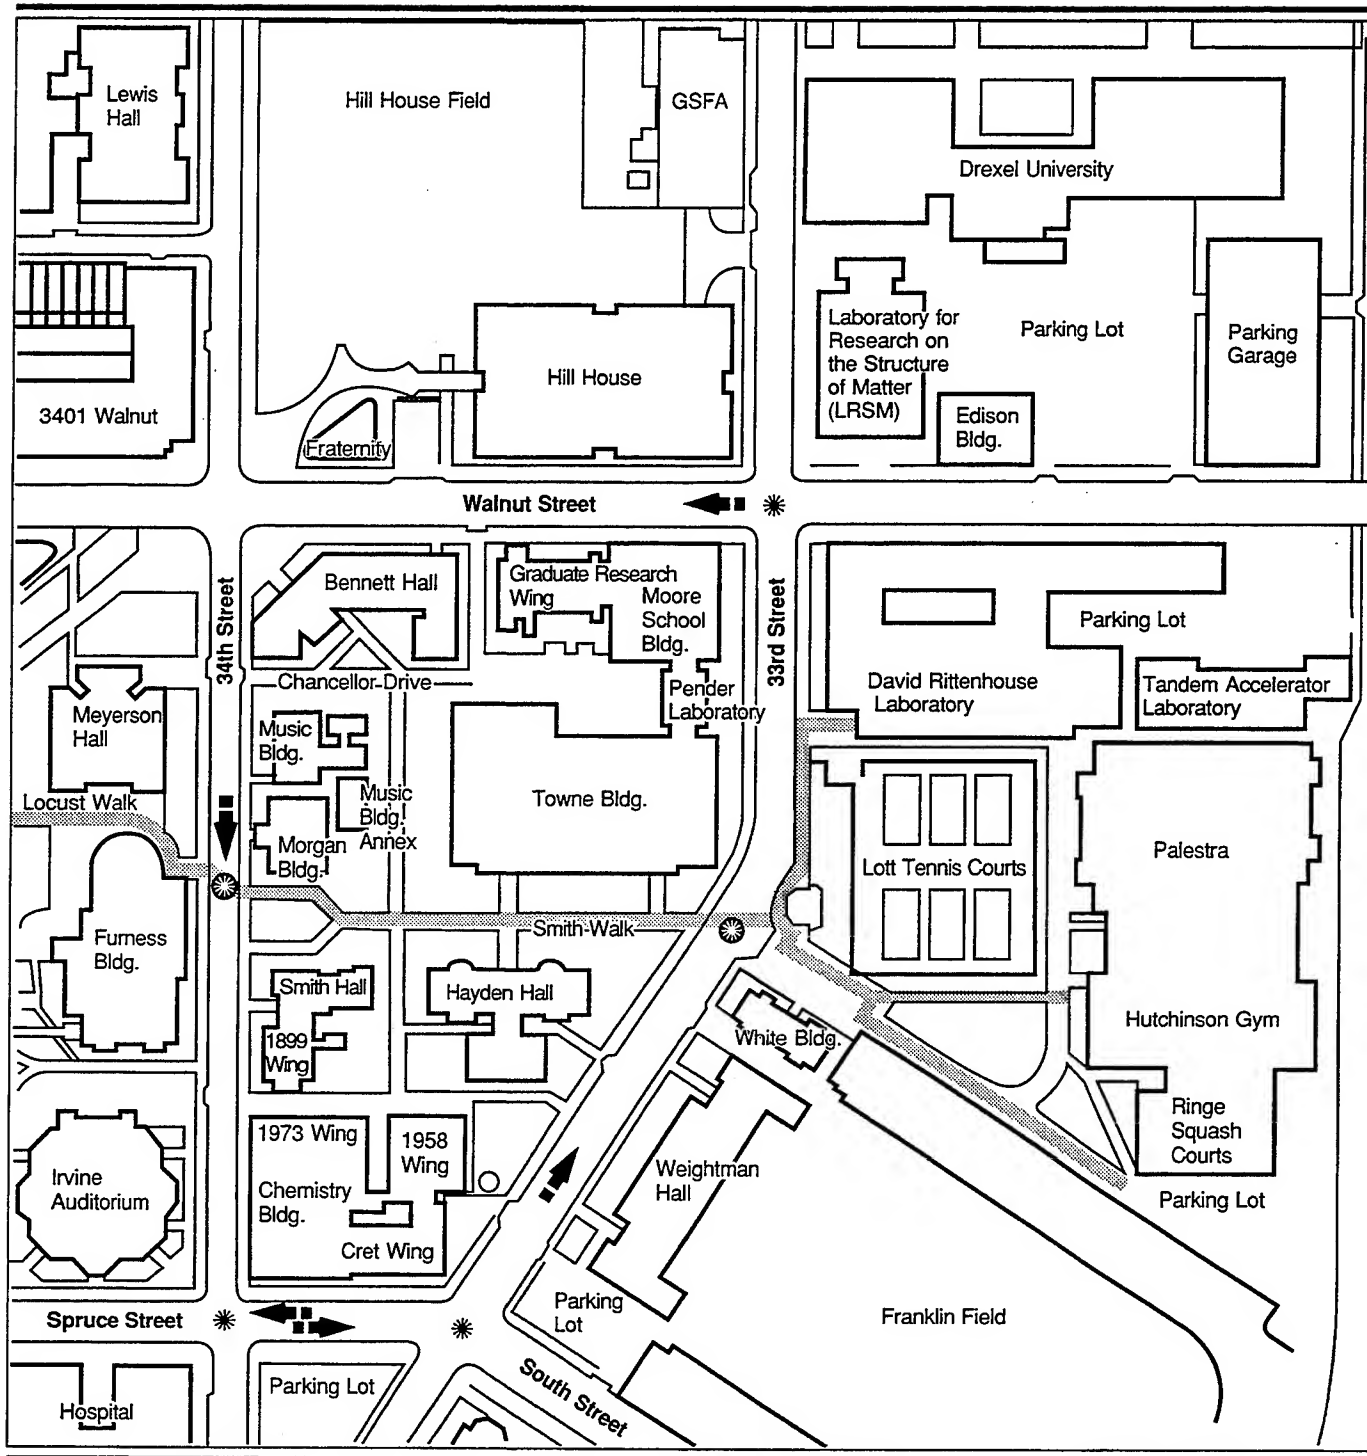 Lewis
Hall
Hill House Field
GSFA
Drexel University
Laboratory for
Research on
the Structure
of Matter
(LRSM)
Parking Lot
Parking
Garage
Hill House
3401 Walnut
Fraternity
Edison
Bldg.
Walnut Street
34th Street
Bennett Hall
Graduate Research
Wing
Moore
School
Bldg.
33rd Street
Parking Lot
Chancellor Drive
Pender
Laboratory
David Rittenhouse
Laboratory
Tandem Accelerator
Laboratory
Meyerson
Hall
Music
Bldg.
Locust Walk
Music
Bldg.
Annex
Towne Bldg.
Morgan
Bldg.
Lott Tennis Courts
Palestra
Smith Walk
Furness
Bldg.
Smith Hall
Hayden Hall
1899
Wing
White Bldg.
Hutchinson Gym
1973 Wing
1958
Wing
Ringe
Squash
Courts
Irvine
Auditorium
Chemistry
Bldg.
Weightman
Hall
Parking Lot
Cret Wing
Spruce Street
Parking
Lot
Franklin Field
Parking Lot
South Street
Hospital